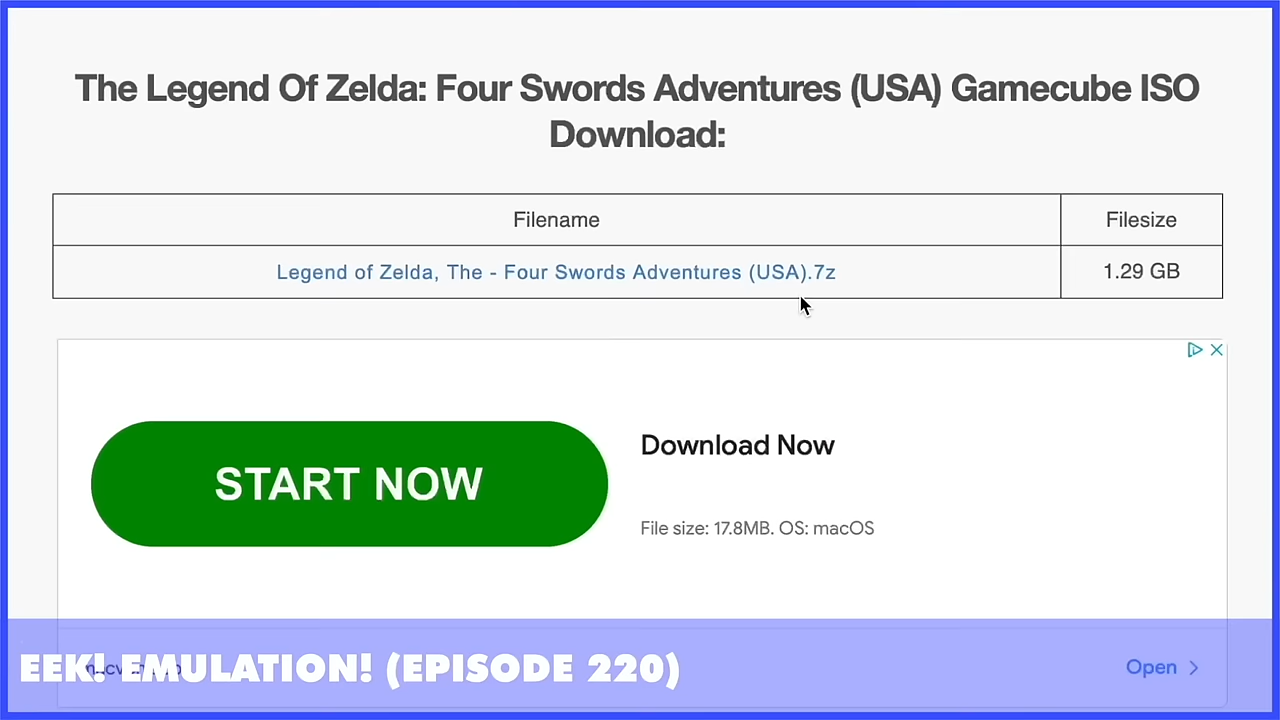 The Legend Of Zelda: Four Swords Adventures (USA) Gamecube ISO
Download:
Filename
Filesize
Legend of Zelda, The - Four Swords Adventures (USA).7z
1.29 GB
START NOW
Download Now
File size: 17.8MB. OS: macOS
EEK! EMULATION! (EPISODE 220)
Open